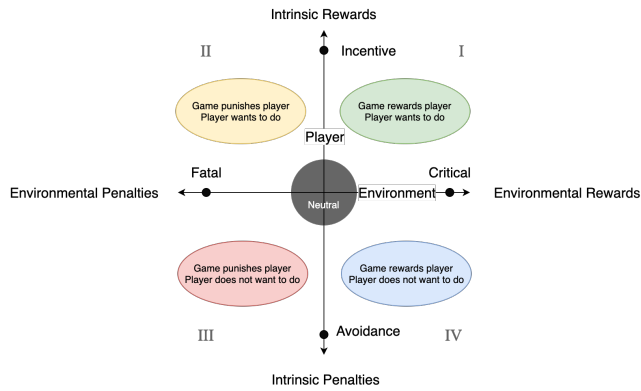 Intrinsic Rewards
II
Incentive
I
Game punishes player
Player wants to do
Game rewards player
Player wants to do
Player
Fatal
Critical
Environmental Penalties
Environment
Environmental Rewards
Neutral
Game punishes player
Player does not want to do
Game rewards player
Player does not want to do
III
Avoidance
IV
Intrinsic Penalties